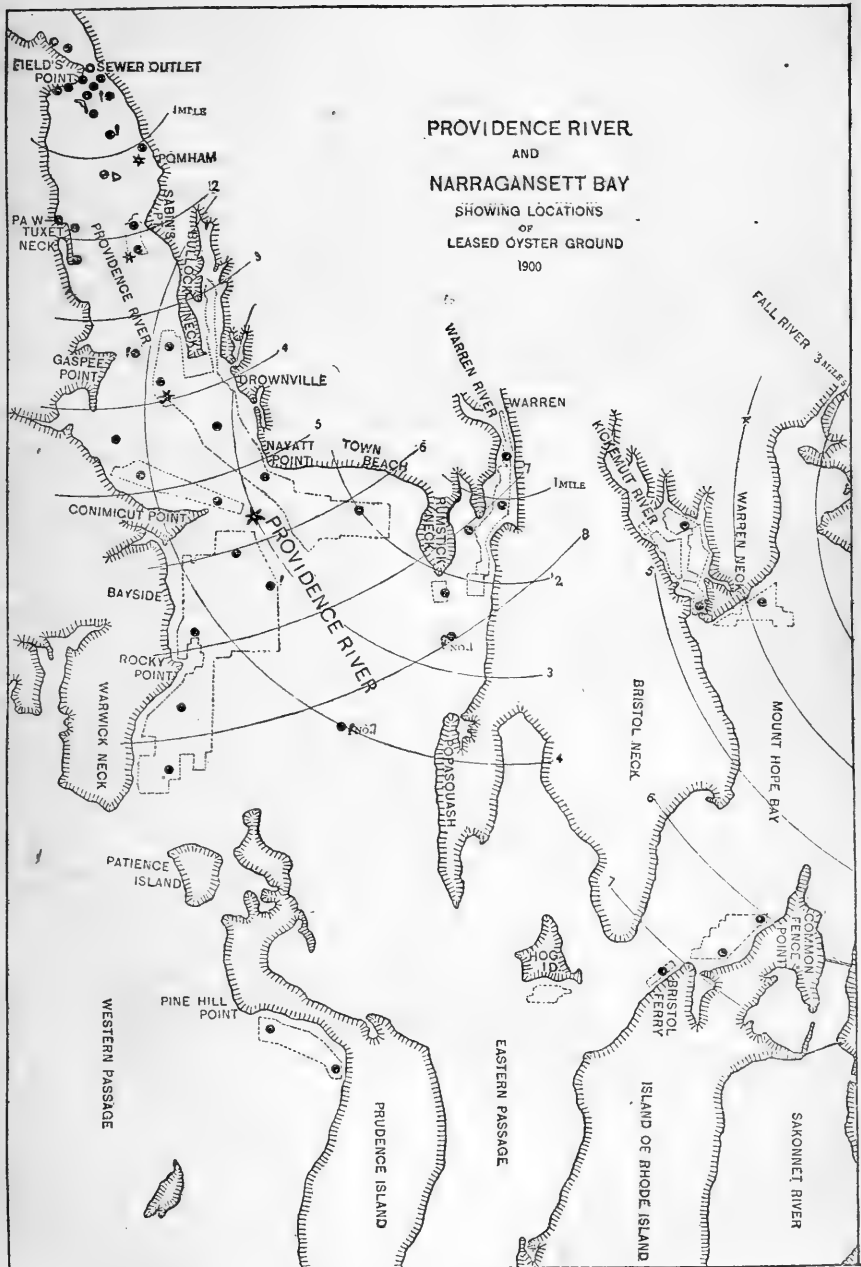 PROVIDENCE RIVER
AND
NARRAGANSETT BAY
SHOWING LOCATIONS
OF
LEASED OYSTER GROUND
1900
FIELD'S
POINT
SEWER OUTLET
1 MILE
POMHAM
SABIN'S
PT.
2
PAW-
TUXET
NECK
PROVIDENCE RIVER
BULLOCK NECK
3
GASPEE
POINT
4
DROWNVILLE
5
NAYATT
POINT
TOWN
BEACH
6
CONIMICUT POINT
PROVIDENCE RIVER
BAYSIDE
ROCKY
POINT
WARWICK NECK
WARREN RIVER
WARREN
7
1 MILE
RUMSTICK
NECK
8
2
No. 1
3
No. 7
4
POPASQUASH
FALL RIVER 3 MILES
4
KICKEMUIT RIVER
WARREN NECK
5
BRISTOL NECK
MOUNT HOPE BAY
6
7
PATIENCE
ISLAND
HOG
ID
COMMON
FENCE
POINT
BRISTOL
FERRY
PINE HILL
POINT
WESTERN PASSAGE
PRUDENCE ISLAND
EASTERN PASSAGE
ISLAND OF RHODE ISLAND
SAKONNET RIVER